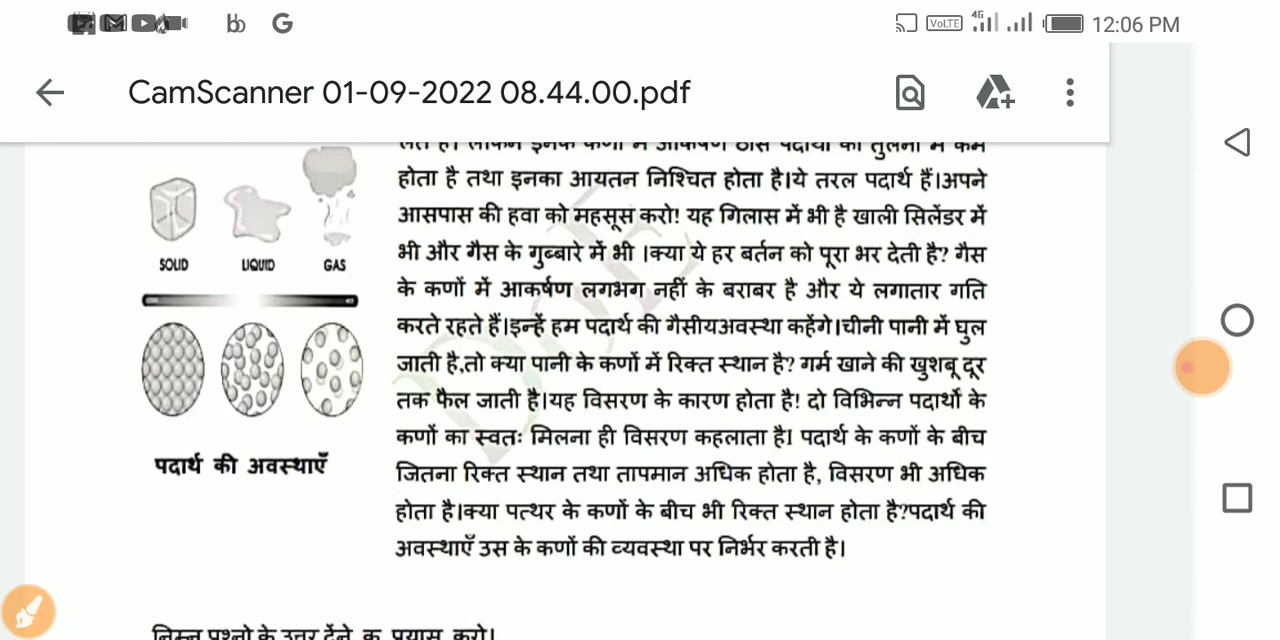 12:06 PM
VoLTE
4G
CamScanner 01-09-2022 08.44.00.pdf
होता है तथा इनका आयतन निश्चित होता है।ये तरल पदार्थ हैं।अपने
आसपास की हवा को महसूस करो! यह गिलास में भी है खाली सिलेंडर में
भी और गैस के गुब्बारे में भी ।क्या ये हर बर्तन को पूरा भर देती है? गैस
के कणों में आकर्षण लगभग नहीं के बराबर है और ये लगातार गति
करते रहते हैं।इन्हें हम पदार्थ की गैसीयअवस्था कहेंगे।चीनी पानी में घुल
जाती है,तो क्या पानी के कणों में रिक्त स्थान है? गर्म खाने की खुशबू दूर
तक फैल जाती है।यह विसरण के कारण होता है! दो विभिन्न पदार्थो के
कणों का स्वतः मिलना ही विसरण कहलाता है। पदार्थ के कणों के बीच
जितना रिक्त स्थान तथा तापमान अधिक होता है, विसरण भी अधिक
होता है।क्या पत्थर के कणों के बीच भी रिक्त स्थान होता है?पदार्थ की
अवस्थाएँ उस के कणों की व्यवस्था पर निर्भर करती है।
SOLID LIQUID GAS
पदार्थ की अवस्थाएँ
DOE